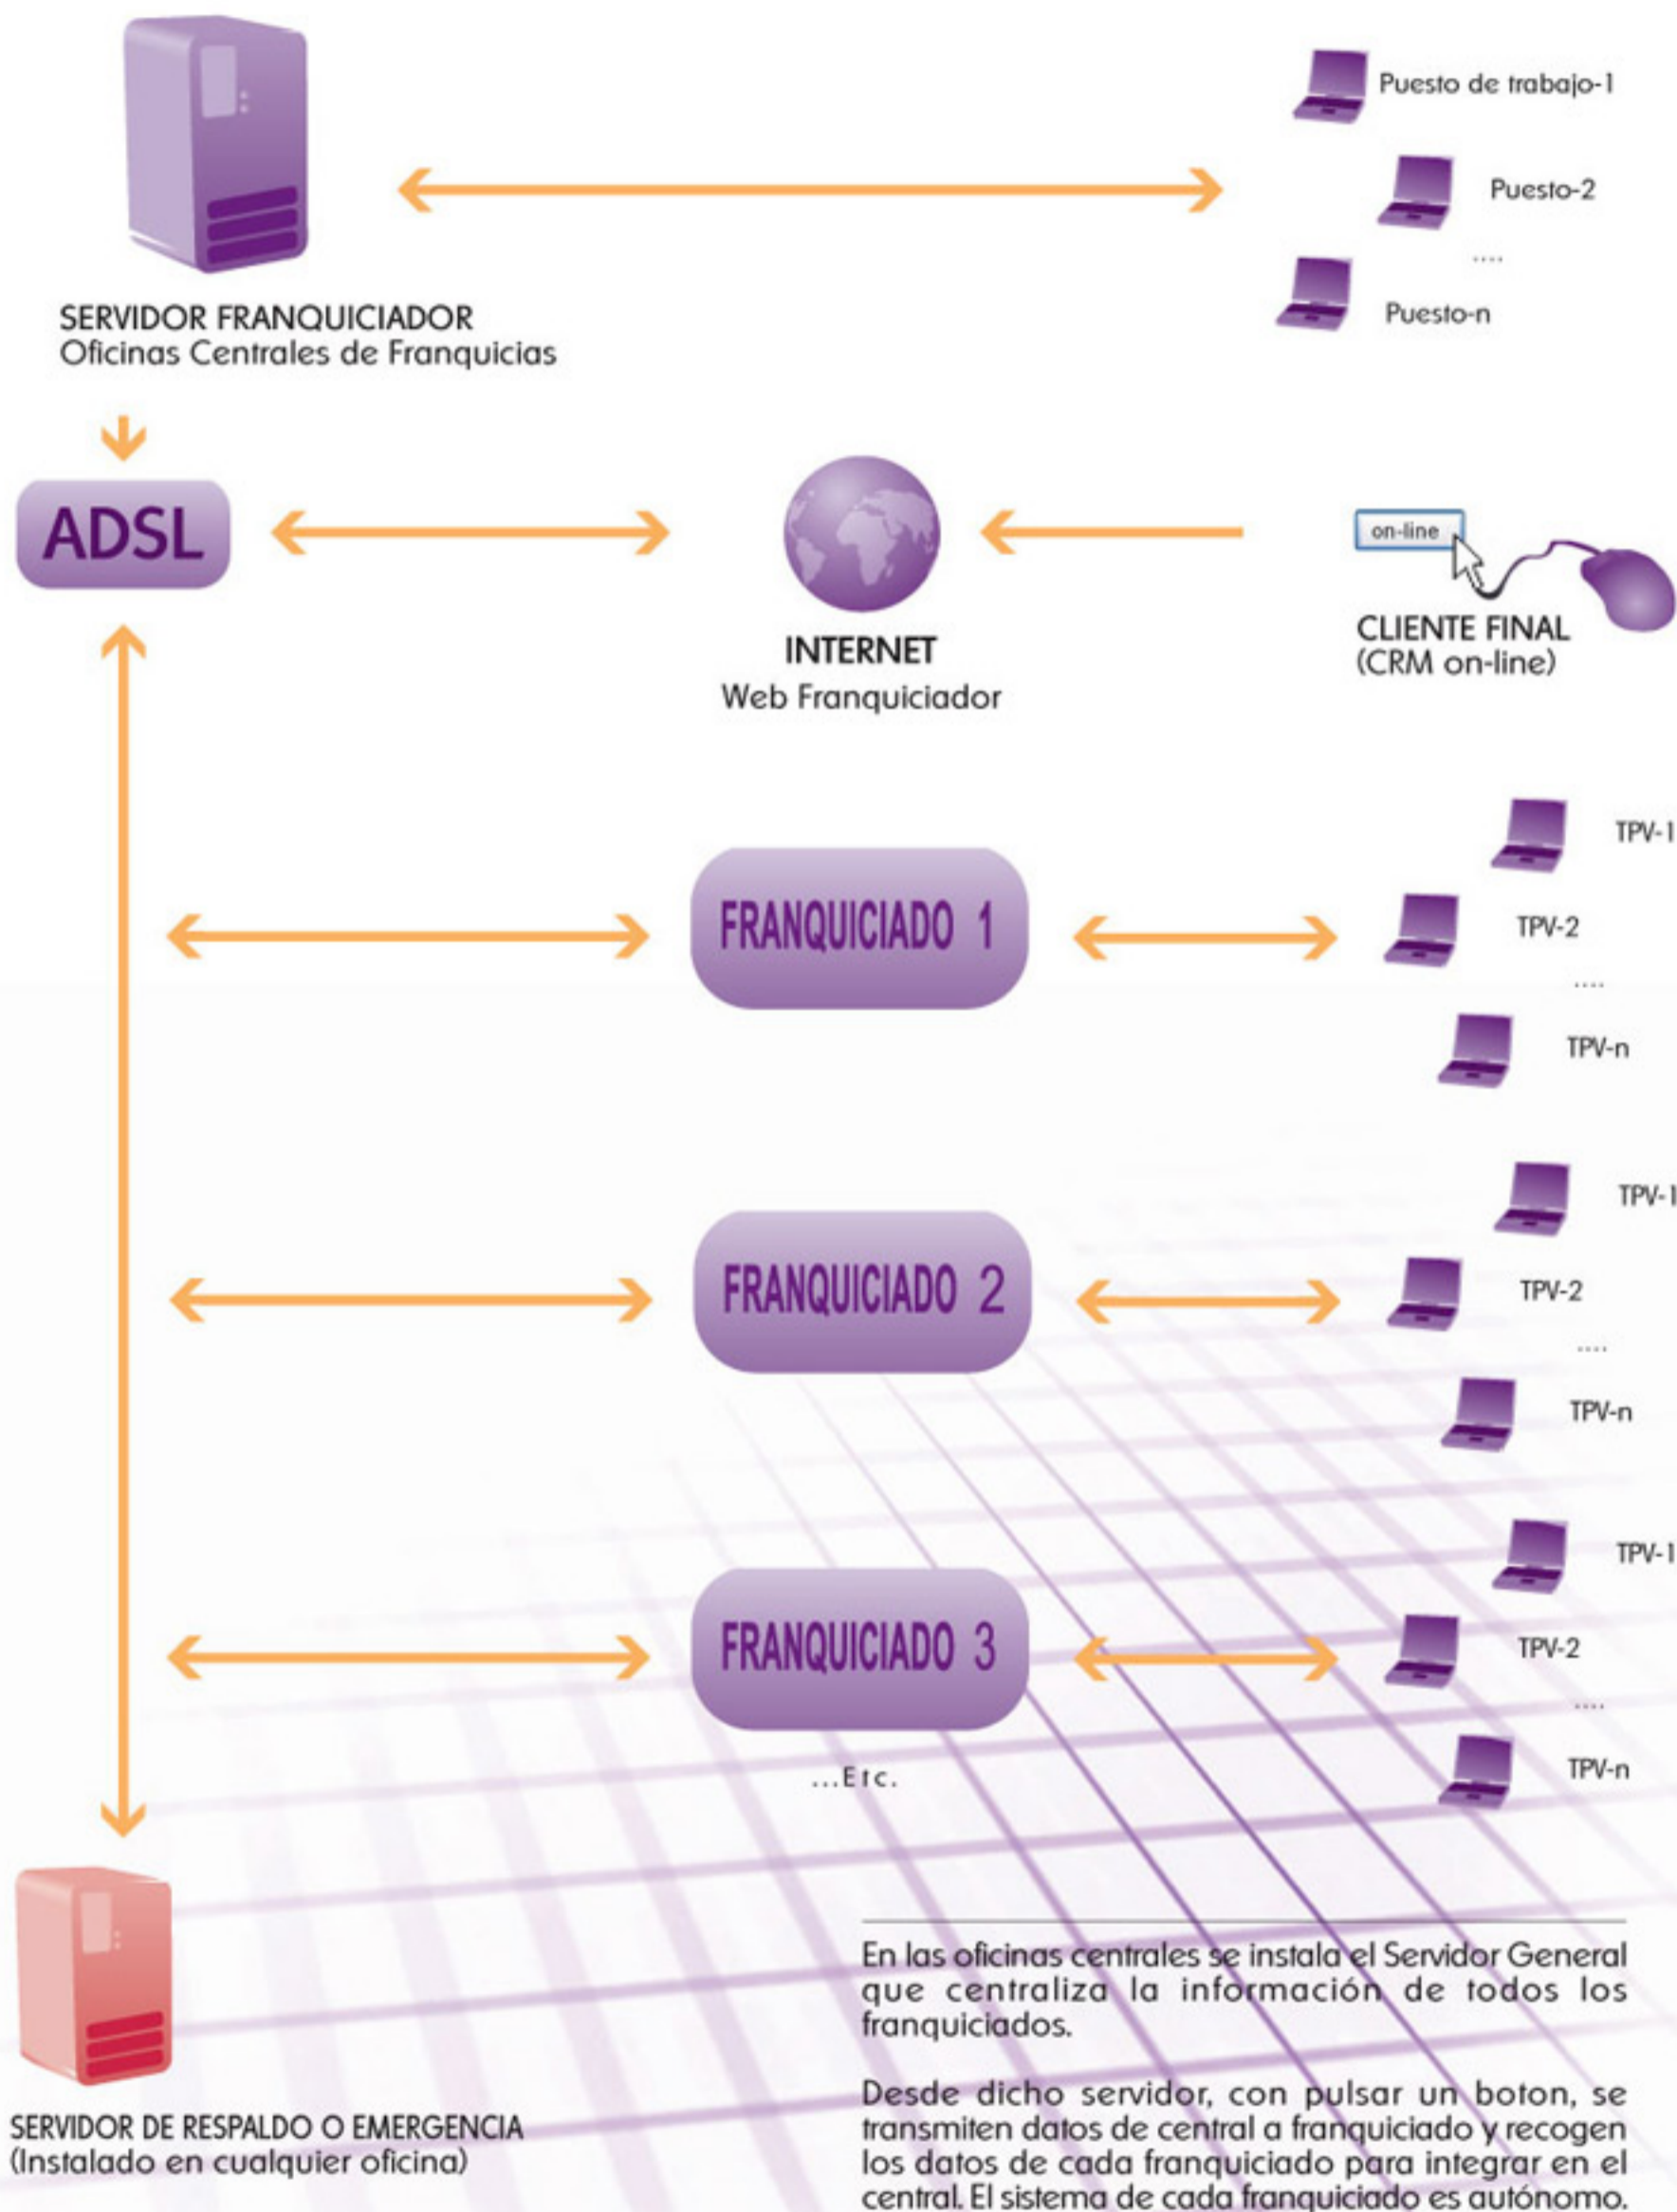 Puesto de trabajo-1
Puesto-2
....
Puesto-n
SERVIDOR FRANQUICIADOR
Oficinas Centrales de Franquicias
ADSL
on-line
INTERNET
Web Franquiciador
CLIENTE FINAL
(CRM on-line)
TPV-1
FRANQUICIADO 1
TPV-2
....
TPV-n
TPV-1
FRANQUICIADO 2
TPV-2
....
TPV-n
TPV-1
FRANQUICIADO 3
TPV-2
....
TPV-n
...Etc.
SERVIDOR DE RESPALDO O EMERGENCIA
(Instalado en cualquier oficina)
En las oficinas centrales se instala el Servidor General
que centraliza la información de todos los
franquiciados.
Desde dicho servidor, con pulsar un boton, se
transmiten datos de central a franquiciado y recogen
los datos de cada franquiciado para integrar en el
central. El sistema de cada franquiciado es autónomo.